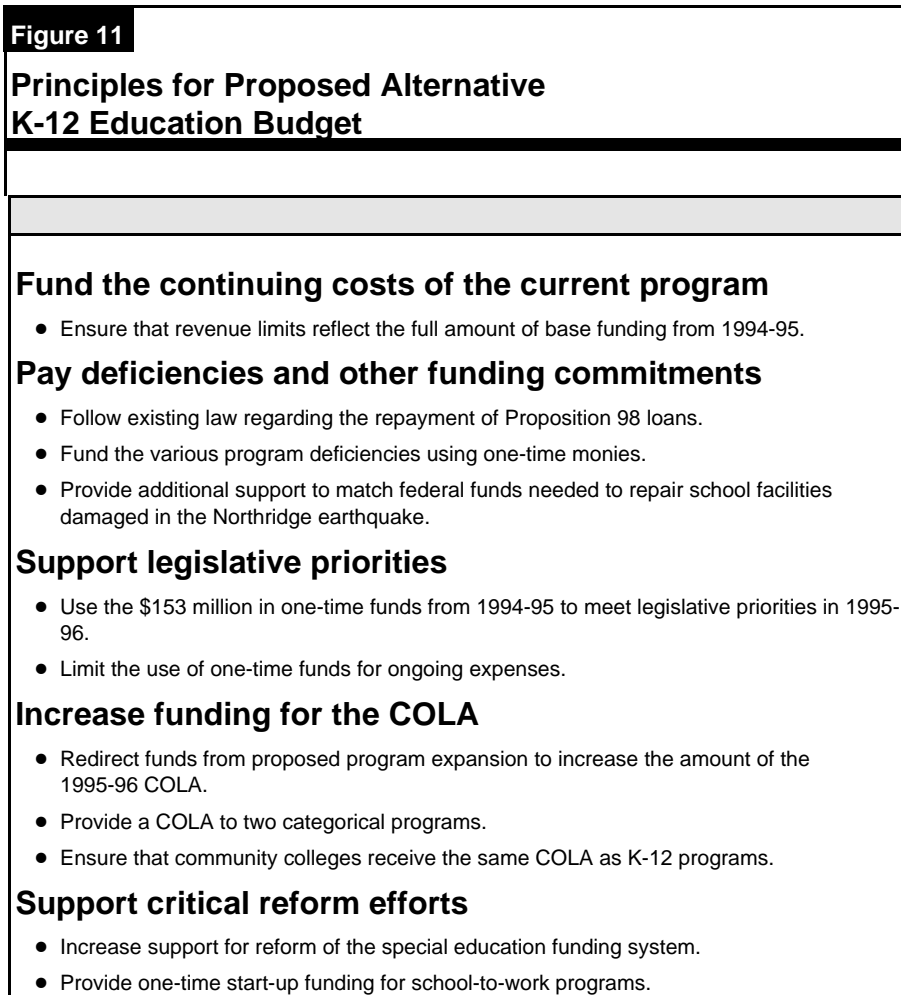 Figure 11
Principles for Proposed Alternative
K-12 Education Budget
Fund the continuing costs of the current program
● Ensure that revenue limits reflect the full amount of base funding from 1994-95.
Pay deficiencies and other funding commitments
● Follow existing law regarding the repayment of Proposition 98 loans.
● Fund the various program deficiencies using one-time monies.
● Provide additional support to match federal funds needed to repair school facilities
damaged in the Northridge earthquake.
Support legislative priorities
● Use the $153 million in one-time funds from 1994-95 to meet legislative priorities in 1995-
96.
● Limit the use of one-time funds for ongoing expenses.
Increase funding for the COLA
● Redirect funds from proposed program expansion to increase the amount of the
1995-96 COLA.
● Provide a COLA to two categorical programs.
● Ensure that community colleges receive the same COLA as K-12 programs.
Support critical reform efforts
● Increase support for reform of the special education funding system.
● Provide one-time start-up funding for school-to-work programs.